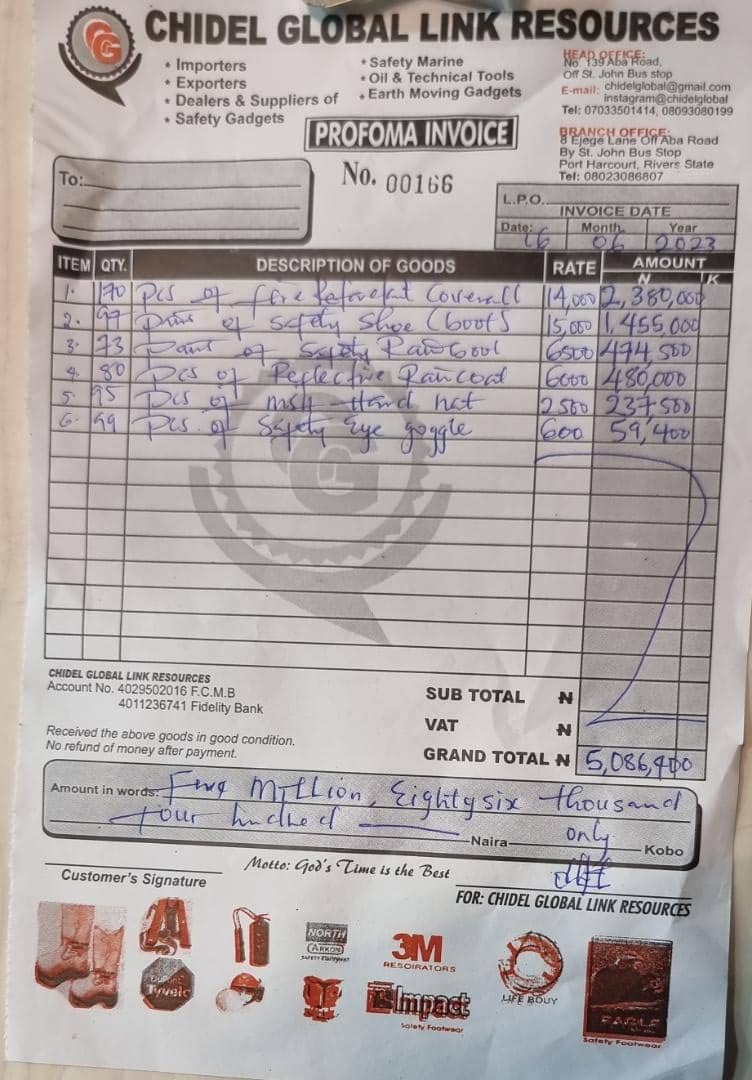 CHIDEL GLOBAL LINK RESOURCES
• Importers
• Exporters
• Dealers & Suppliers of
• Safety Gadgets
• Safety Marine
• Oil & Technical Tools
• Earth Moving Gadgets
HEAD OFFICE:
No. 139 Aba Road,
Off St. John Bus stop
E-mail: chidelglobal@gmail.com
instagram@chidelglobal
Tel: 07033501414, 08093080199
BRANCH OFFICE:
8 Ejege Lane Off Aba Road
By St. John Bus Stop
Port Harcourt, Rivers State
Tel: 08023086807
PROFOMA INVOICE
No. 00166
To:
L.P.O.
INVOICE DATE
Date: Month Year
16 06 2023
ITEM QTY. DESCRIPTION OF GOODS RATE AMOUNT
N K
1. 170 Pcs of fire Coverall 14,000 2,380,000
2. 97 Pairs of Safety Shoe (boots 15,000 1,455,000
3. 73 Pairs of Safety 6500 474,500
4. 80 Pcs of Reflective Raincoat 6000 480,000
5. 95 Pcs of MSA Hand hat 2500 237500
6. 99 Pcs. of Safety Eye goggle 600 59,400
CHIDEL GLOBAL LINK RESOURCES
Account No. 4029502016 F.C.M.B
4011236741 Fidelity Bank
SUB TOTAL ₦
VAT ₦
GRAND TOTAL ₦ 5,086,400
Received the above goods in good condition.
No refund of money after payment.
Amount in words: Five Million, Eighty six thousand
four hundred Naira only Kobo
Customer's Signature
Motto: God's Time is the Best
FOR: CHIDEL GLOBAL LINK RESOURCES
NORTH
ARKON
3M
RESOIRATORS
DUPONT
Tyvek
Impact
Safety Footwear
LIFE BOUY
EAGLE
Safety Footwear